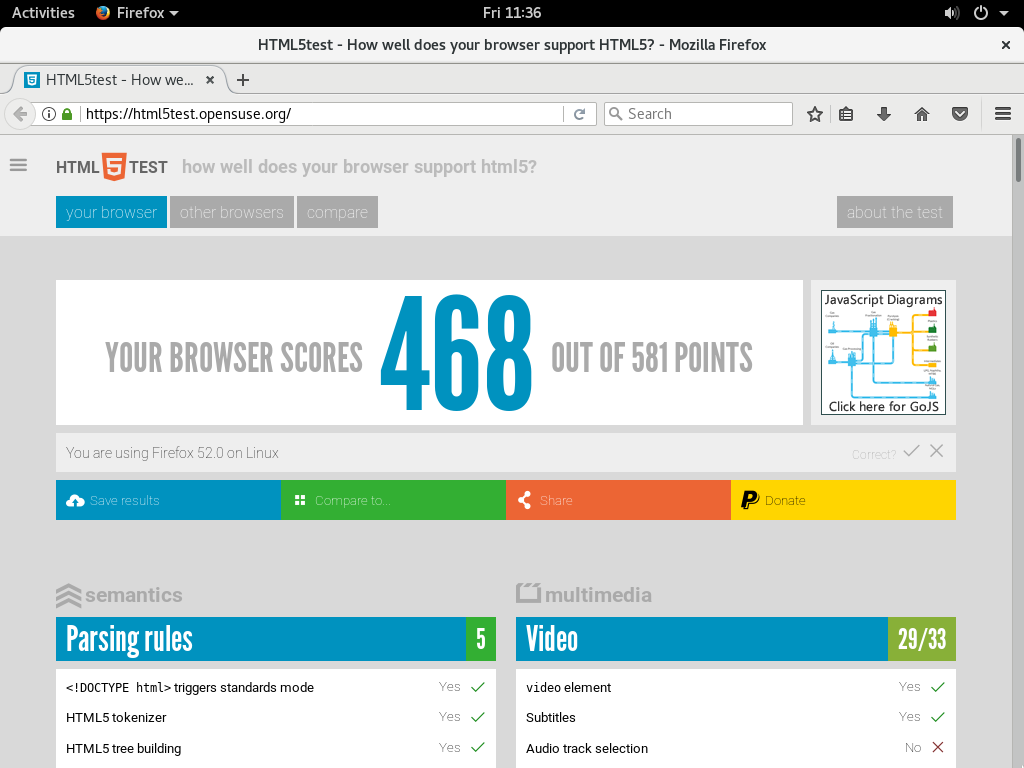 Activities Firefox Fri 11:36
HTML5test - How well does your browser support HTML5? - Mozilla Firefox
HTML5test - How we...
https://html5test.opensuse.org/ Search
HTML 5 TEST how well does your browser support html5?
your browser other browsers compare about the test
YOUR BROWSER SCORES 468 OUT OF 581 POINTS
JavaScript Diagrams
Click here for GoJS
You are using Firefox 52.0 on Linux Correct?
Save results Compare to... Share Donate
semantics multimedia
Parsing rules 5 Video 29/33
<!DOCTYPE html> triggers standards mode Yes video element Yes
HTML5 tokenizer Yes Subtitles Yes
HTML5 tree building Yes Audio track selection No